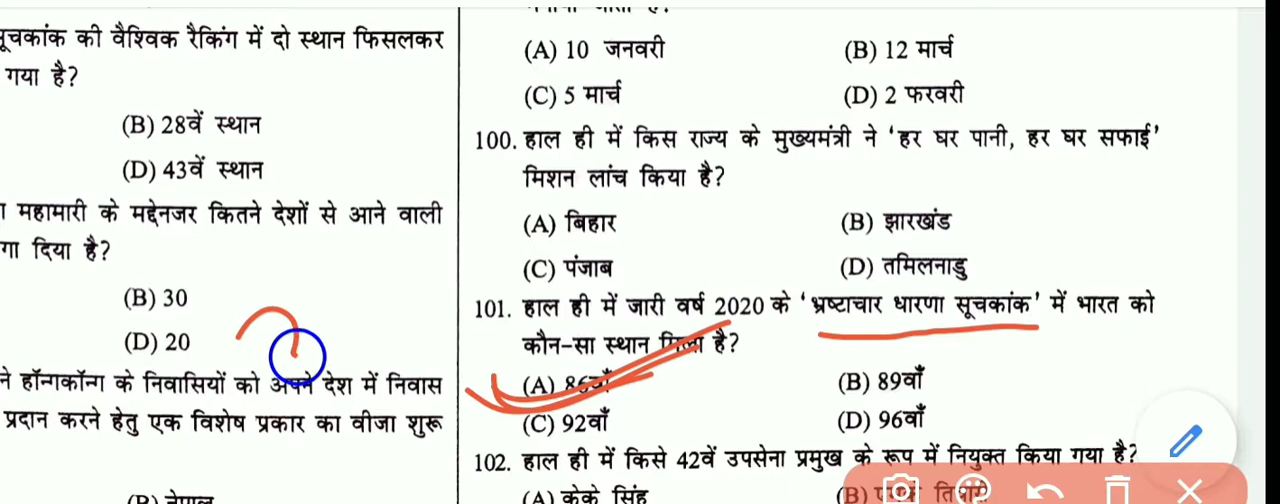 सूचकांक की वैश्विक रैकिंग में दो स्थान फिसलकर
गया है?
(B) 28वें स्थान
(D) 43वें स्थान
महामारी के मद्देनजर कितने देशों से आने वाली
गा दिया है?
(B) 30
(D) 20
ने हॉन्गकॉन्ग के निवासियों को अपने देश में निवास
प्रदान करने हेतु एक विशेष प्रकार का वीजा शुरू
(B) नेपाल
(A) 10 जनवरी
(B) 12 मार्च
(C) 5 मार्च
(D) 2 फरवरी
100. हाल ही में किस राज्य के मुख्यमंत्री ने ‘हर घर पानी, हर घर सफाई’
मिशन लांच किया है?
(A) बिहार
(B) झारखंड
(C) पंजाब
(D) तमिलनाडु
101. हाल ही में जारी वर्ष 2020 के ‘भ्रष्टाचार धारणा सूचकांक’ में भारत को
कौन-सा स्थान मिला है?
(A) 86वाँ
(B) 89वाँ
(C) 92वाँ
(D) 96वाँ
102. हाल ही में किसे 42वें उपसेना प्रमुख के रूप में नियुक्त किया गया है?
(A) केके सिंह
(B)